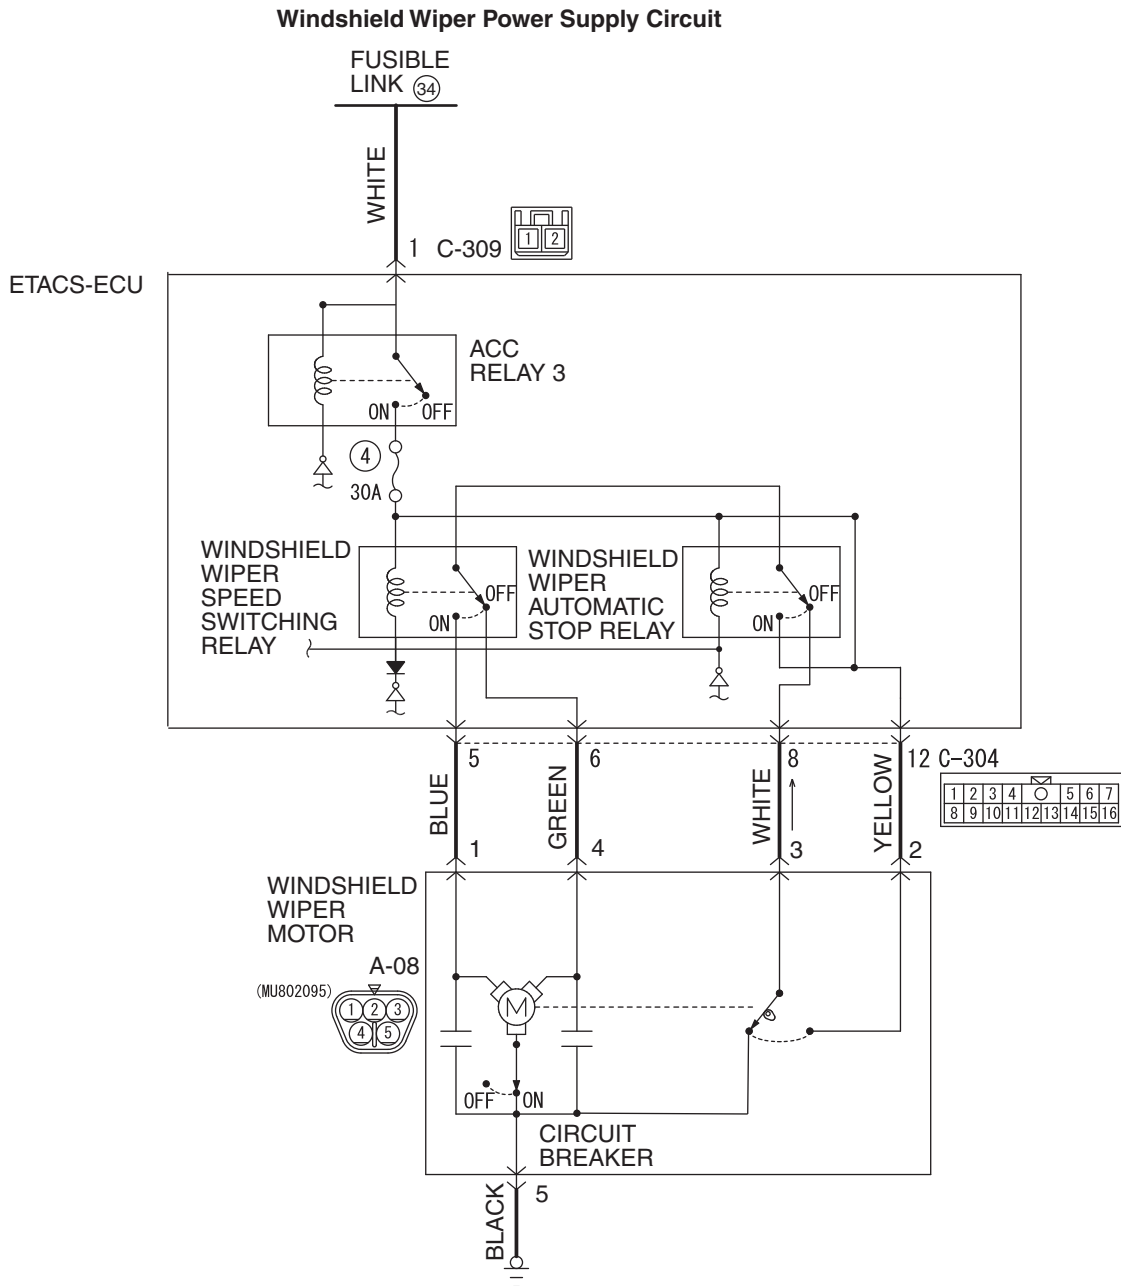 Windshield Wiper Power Supply Circuit
FUSIBLE
LINK 34
WHITE
1 C-309
1 2
ETACS-ECU
ACC
RELAY 3
ON OFF
4
30A
WINDSHIELD
WIPER
SPEED
SWITCHING
RELAY
OFF
ON
WINDSHIELD
WIPER
AUTOMATIC
STOP RELAY
OFF
ON
5 6 8 12 C-304
BLUE GREEN WHITE YELLOW
1 2 3 4 5 6 7
8 9 10 11 12 13 14 15 16
1 4 3 2
WINDSHIELD
WIPER
MOTOR
A-08
(MU802095)
1 2 3
4 5
M
OFF ON
CIRCUIT
BREAKER
5
BLACK